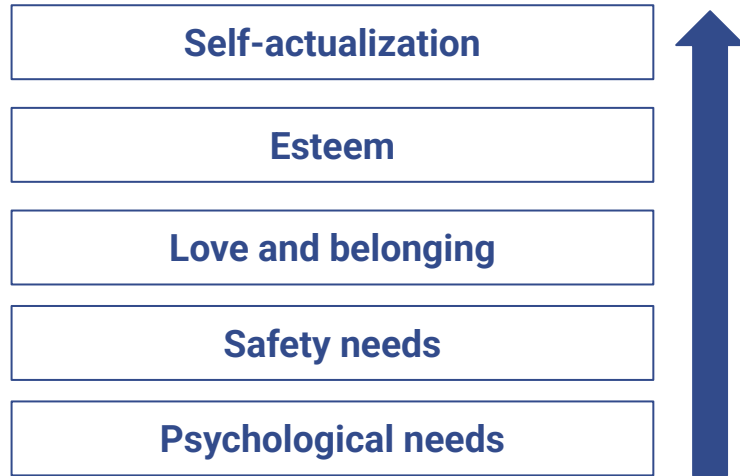 Self-actualization
Esteem
Love and belonging
Safety needs
Psychological needs